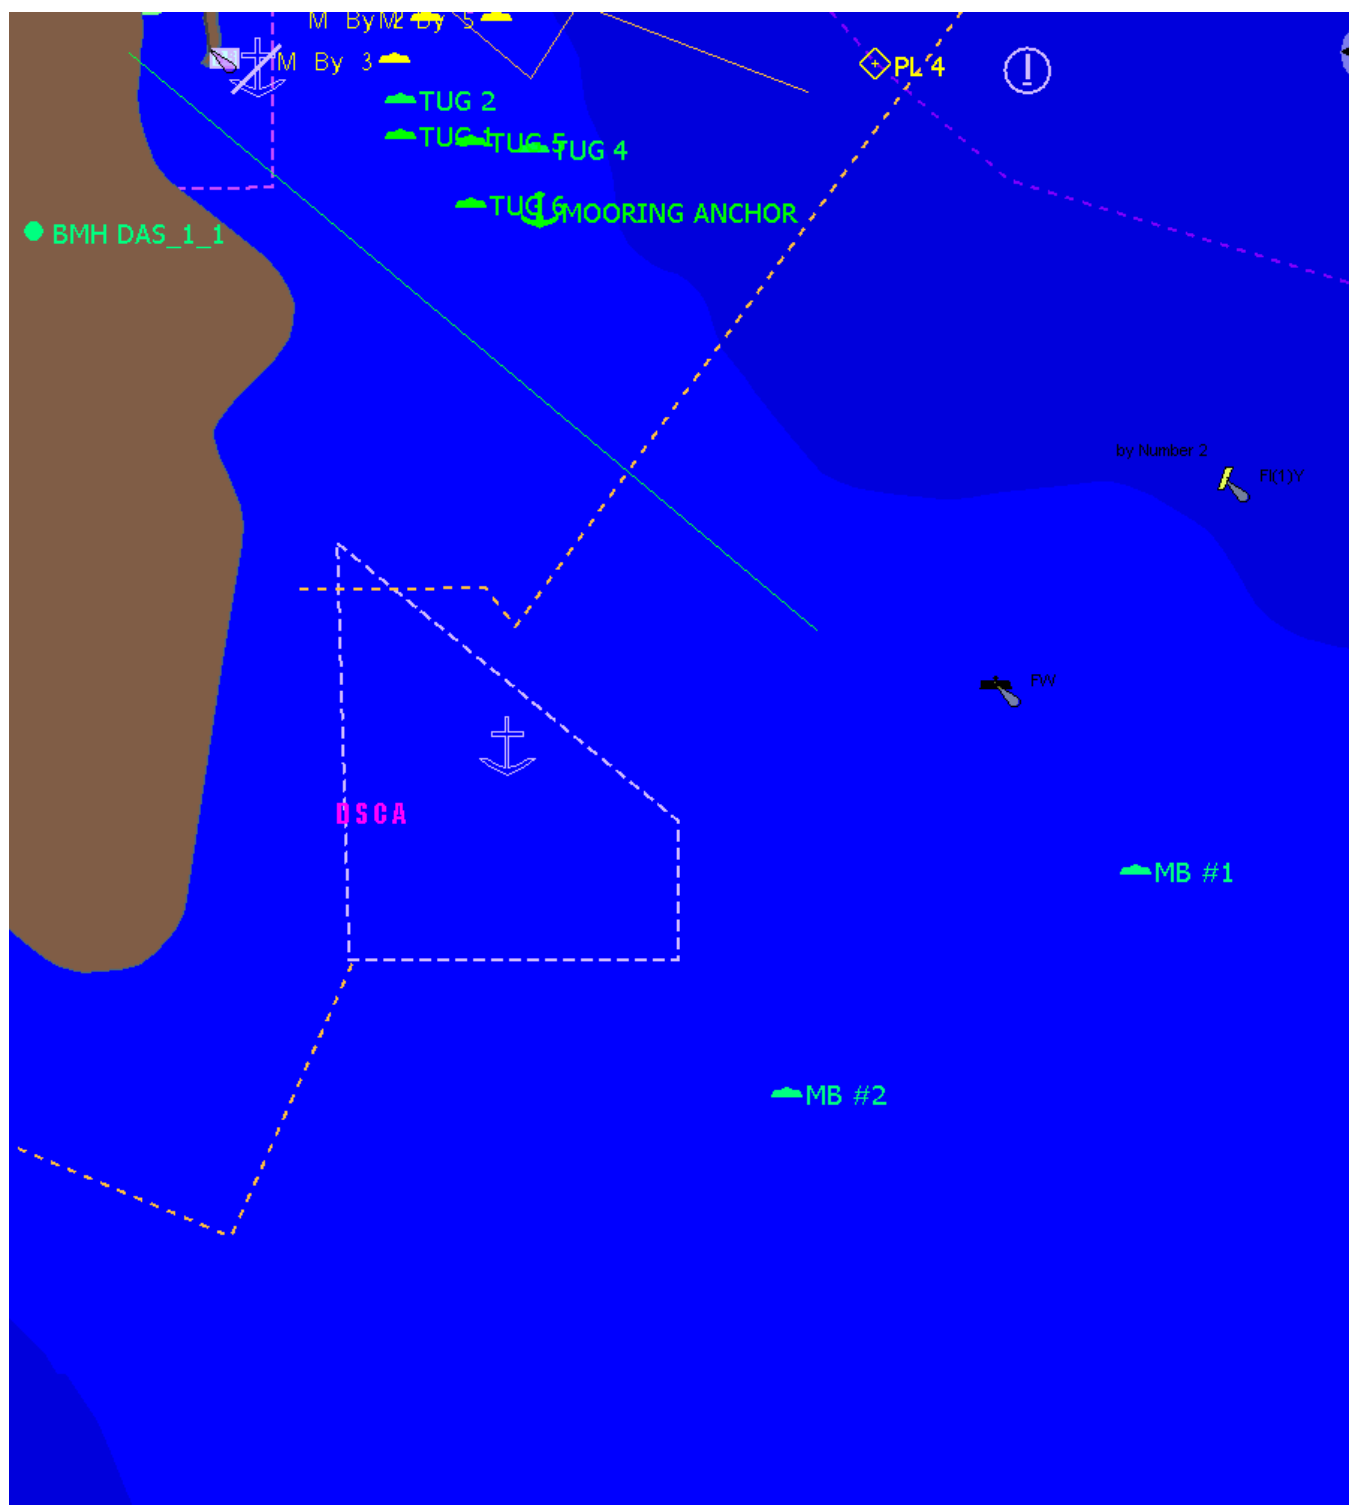 M By 2
M By 5
M By 3
PL 4
TUG 2
TUG 1
TUG 5
TUG 4
TUG 6
MOORING ANCHOR
BMH DAS_1_1
by Number 2
Fl(1)Y
FW
DSCA
MB #1
MB #2